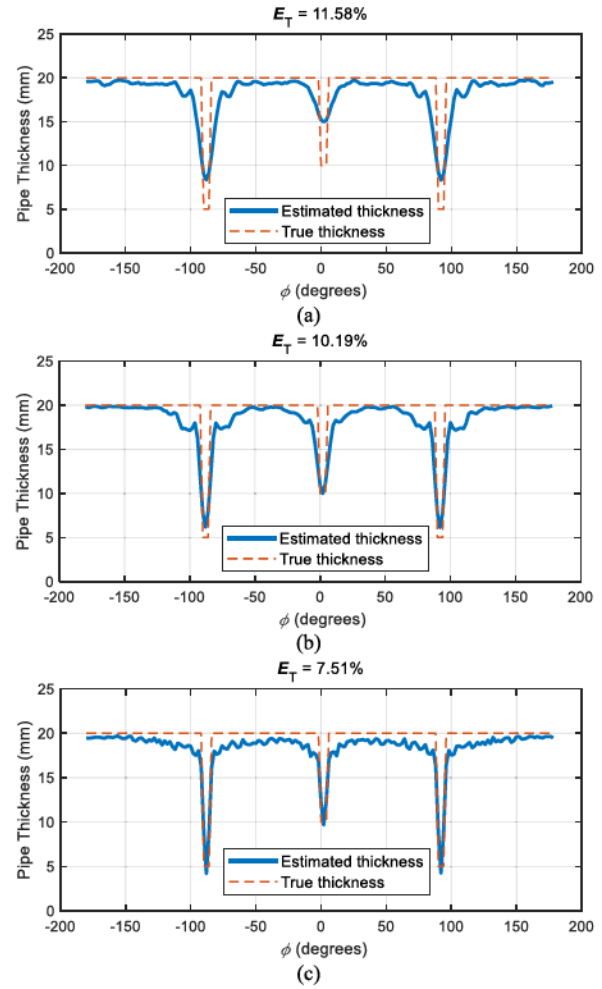 E_T = 11.58%
25
20
15
10
5
0
Pipe Thickness (mm)
Estimated thickness
True thickness
-200 -150 -100 -50 0 50 100 150 200
ϕ (degrees)
(a)
E_T = 10.19%
25
20
15
10
5
0
Pipe Thickness (mm)
Estimated thickness
True thickness
-200 -150 -100 -50 0 50 100 150 200
ϕ (degrees)
(b)
E_T = 7.51%
25
20
15
10
5
0
Pipe Thickness (mm)
Estimated thickness
True thickness
-200 -150 -100 -50 0 50 100 150 200
ϕ (degrees)
(c)